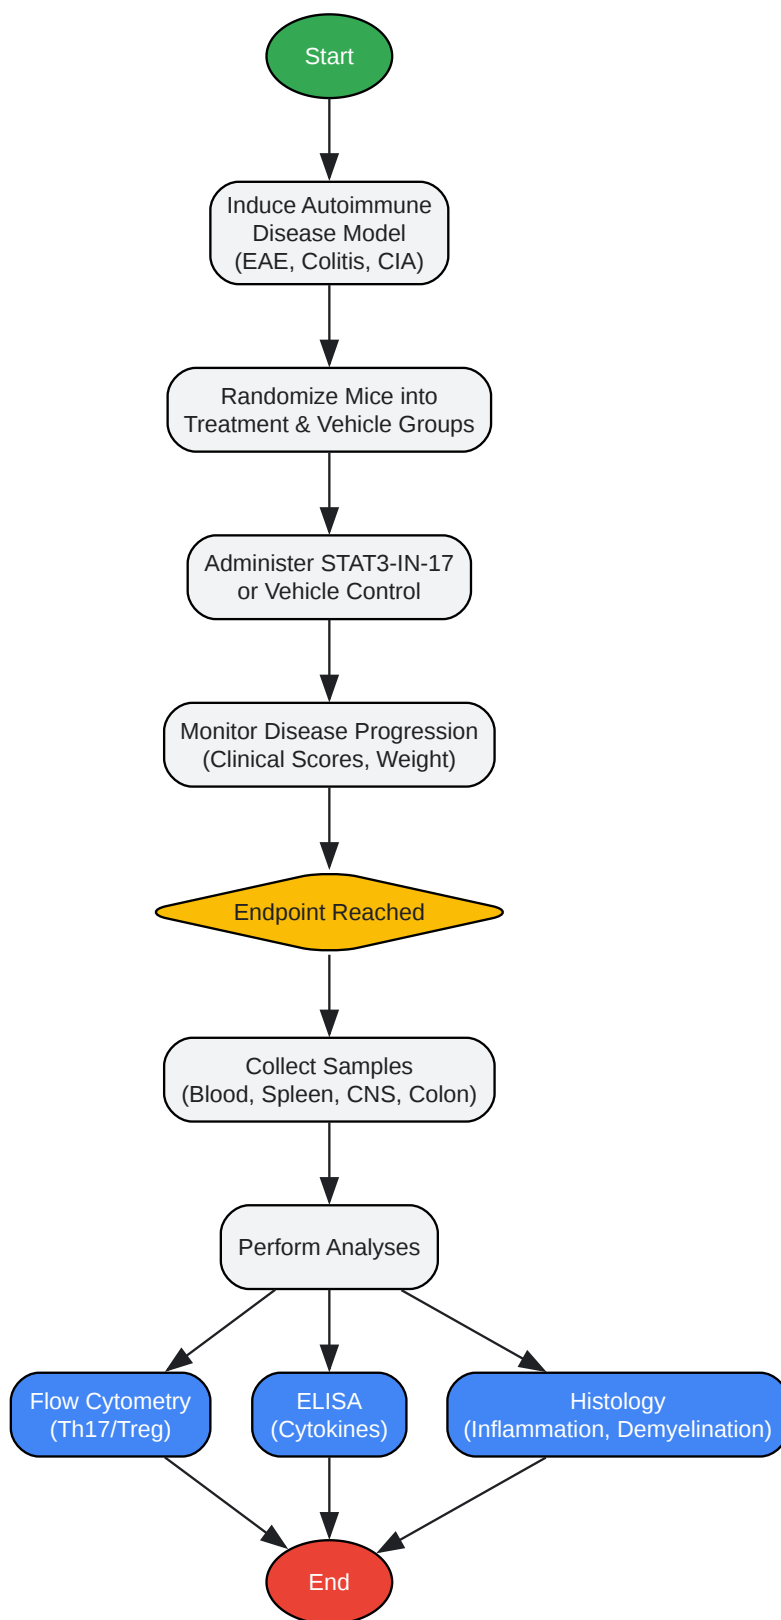 Start
Induce Autoimmune
Disease Model
(EAE, Colitis, CIA)
Randomize Mice into
Treatment & Vehicle Groups
Administer STAT3-IN-17
or Vehicle Control
Monitor Disease Progression
(Clinical Scores, Weight)
Endpoint Reached
Collect Samples
(Blood, Spleen, CNS, Colon)
Perform Analyses
Flow Cytometry
(Th17/Treg)
ELISA
(Cytokines)
Histology
(Inflammation, Demyelination)
End